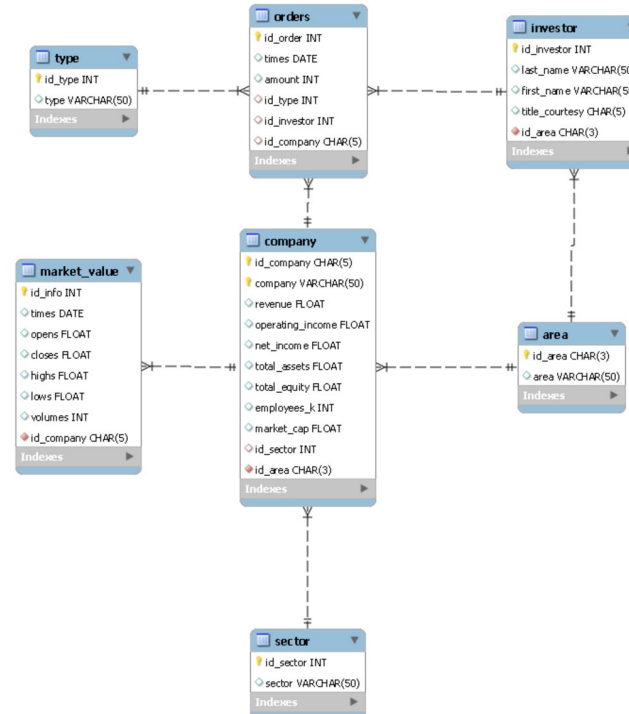 orders
id_order INT
times DATE
amount INT
id_type INT
id_investor INT
id_company CHAR(5)
Indexes
type
id_type INT
type VARCHAR(50)
Indexes
investor
id_investor INT
last_name VARCHAR(50
first_name VARCHAR(5
title_courtesy CHAR(5)
id_area CHAR(3)
Indexes
company
id_company CHAR(5)
company VARCHAR(50)
revenue FLOAT
operating_income FLOAT
net_income FLOAT
total_assets FLOAT
total_equity FLOAT
employees_k INT
market_cap FLOAT
id_sector INT
id_area CHAR(3)
Indexes
market_value
id_info INT
times DATE
opens FLOAT
closes FLOAT
highs FLOAT
lows FLOAT
volumes INT
id_company CHAR(5)
Indexes
area
id_area CHAR(3)
area VARCHAR(50)
Indexes
sector
id_sector INT
sector VARCHAR(50)
Indexes